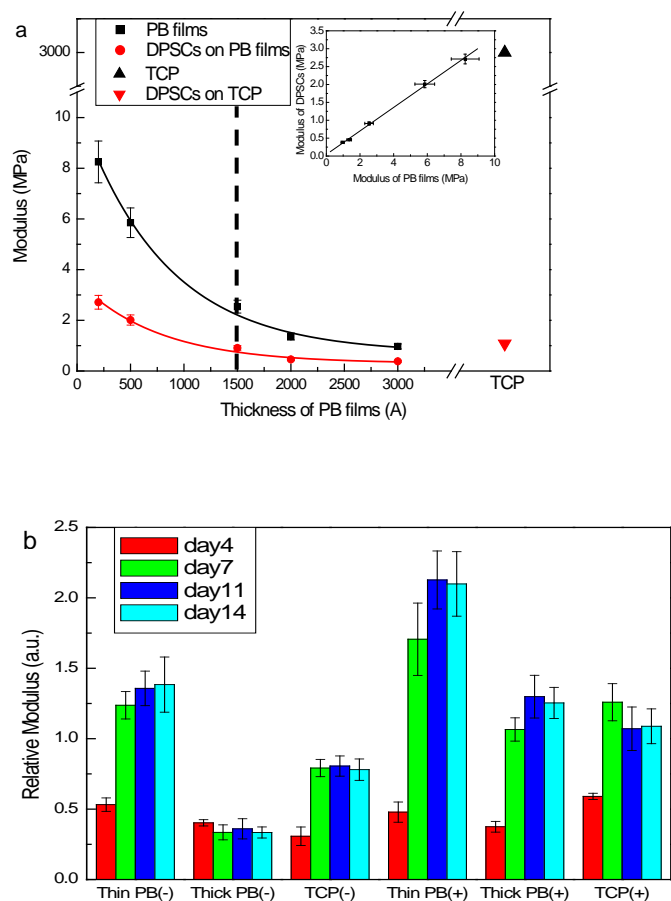 a
PB films
DPSCs on PB films
TCP
DPSCs on TCP
3000
10
8
6
4
2
0
Modulus (MPa)
0 500 1000 1500 2000 2500 3000 TCP
Thickness of PB films (A)
3.5
3.0
2.5
2.0
1.5
1.0
0.5
0.0
Modulus of DPSCs (MPa)
0 2 4 6 8 10
Modulus of PB films (MPa)
b
day4
day7
day11
day14
2.5
2.0
1.5
1.0
0.5
0.0
Relative Modulus (a.u.)
Thin PB(-) Thick PB(-) TCP(-) Thin PB(+) Thick PB(+) TCP(+)